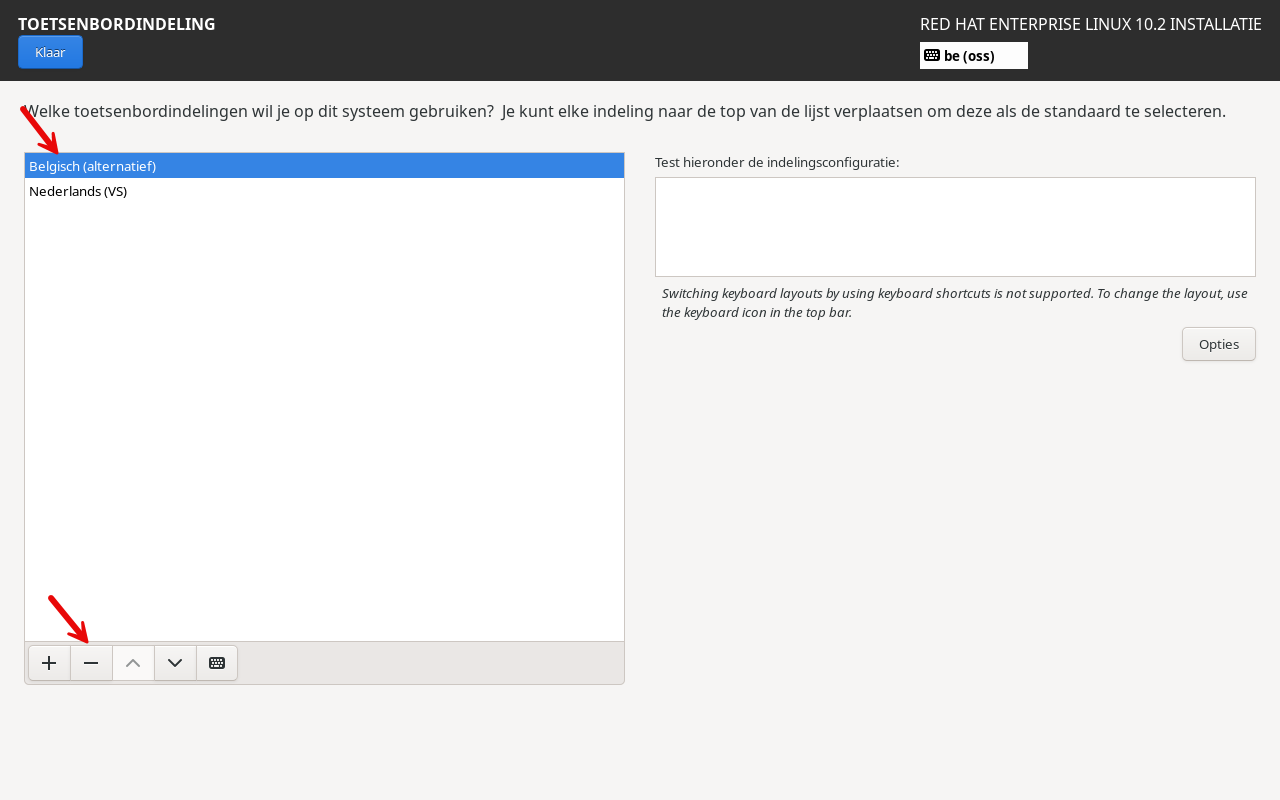 TOETSENBORDINDELING
Klaar
RED HAT ENTERPRISE LINUX 10.2 INSTALLATIE
be (oss)
Welke toetsenbordindelingen wil je op dit systeem gebruiken?  Je kunt elke indeling naar de top van de lijst verplaatsen om deze als de standaard te selecteren.
Belgisch (alternatief)
Nederlands (VS)
Test hieronder de indelingsconfiguratie:
Switching keyboard layouts by using keyboard shortcuts is not supported. To change the layout, use
the keyboard icon in the top bar.
Opties